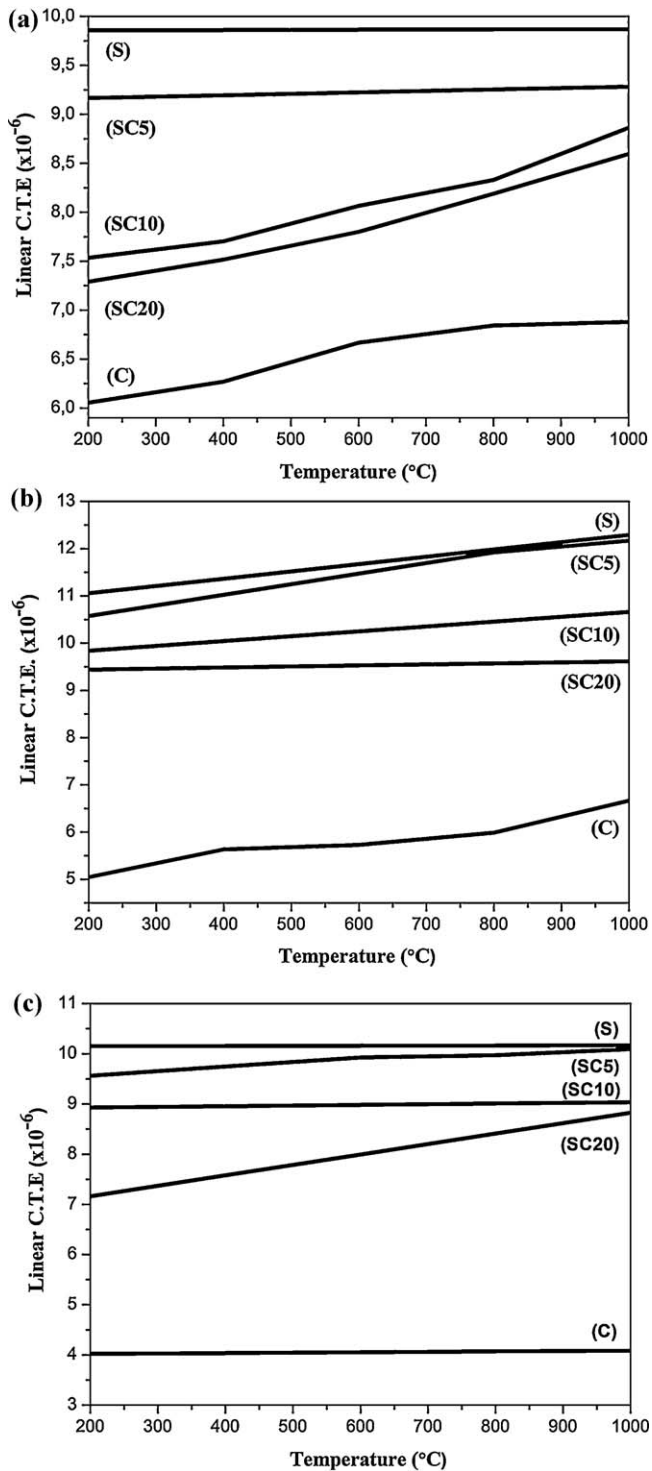 (a)
10,0
9,5
9,0
8,5
8,0
7,5
7,0
6,5
6,0
Linear C.T.E (x10⁻⁶)
(S)
(SC5)
(SC10)
(SC20)
(C)
200 300 400 500 600 700 800 900 1000
Temperature (°C)
(b)
13
12
11
10
9
8
7
6
5
Linear C.T.E. (x10⁻⁶)
(S)
(SC5)
(SC10)
(SC20)
(C)
200 300 400 500 600 700 800 900 1000
Temperature (°C)
(c)
11
10
9
8
7
6
5
4
3
Linear C.T.E (x10⁻⁶)
(S)
(SC5)
(SC10)
(SC20)
(C)
200 300 400 500 600 700 800 900 1000
Temperature (°C)